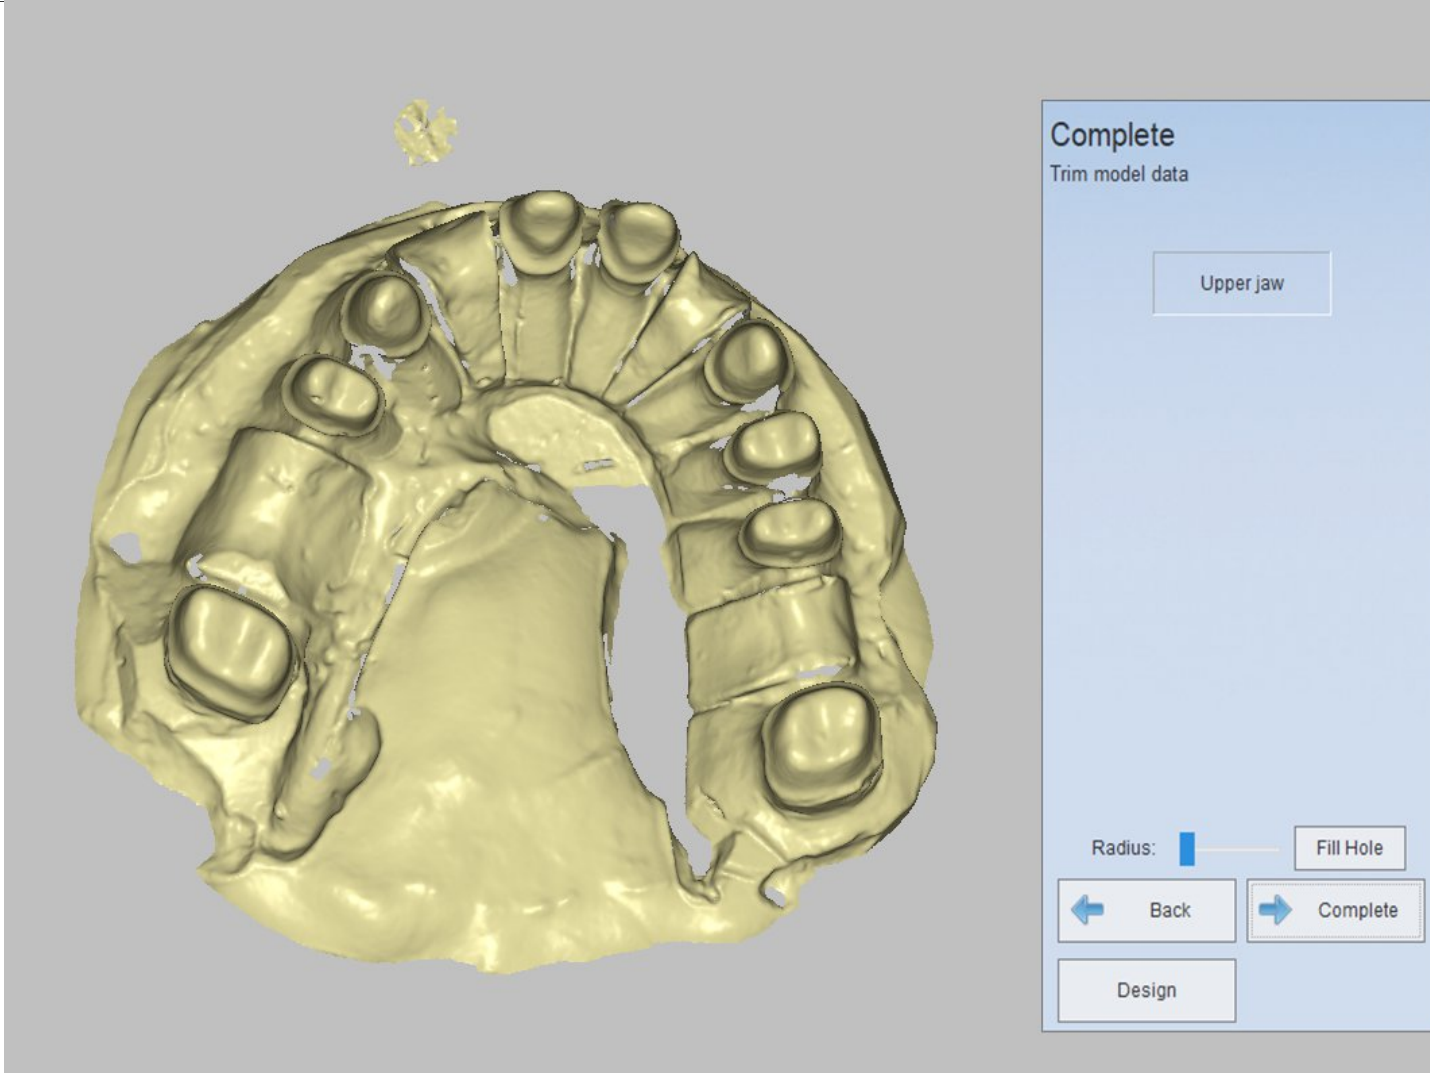 Complete
Trim model data
Upper jaw
Radius:
Fill Hole
Back
Complete
Design